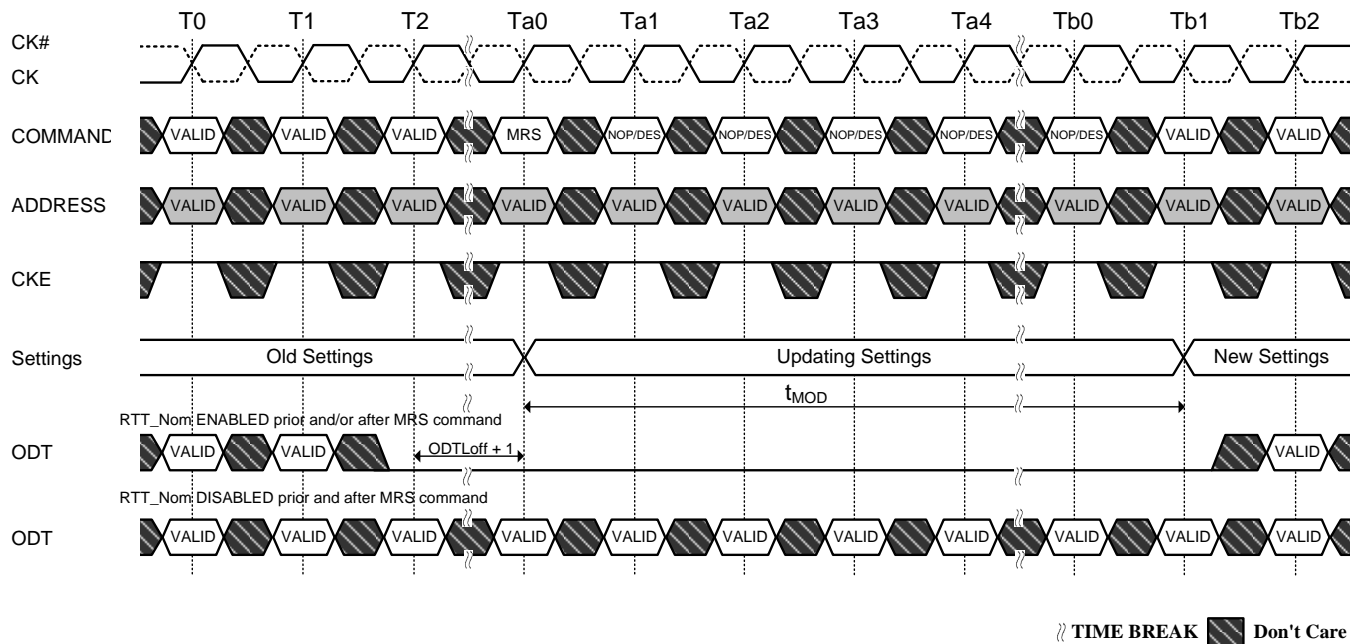 T0 T1 T2 Ta0 Ta1 Ta2 Ta3 Ta4 Tb0 Tb1 Tb2
CK#
CK
COMMAND VALID VALID VALID MRS NOP/DES NOP/DES NOP/DES NOP/DES NOP/DES VALID VALID
ADDRESS VALID VALID VALID VALID VALID VALID VALID VALID VALID VALID VALID
CKE
Settings Old Settings Updating Settings New Settings
tMOD
RTT_Nom ENABLED prior and/or after MRS command
ODT VALID VALID ODTLoff + 1 VALID
RTT_Nom DISABLED prior and after MRS command
ODT VALID VALID VALID VALID VALID VALID VALID VALID VALID VALID VALID
TIME BREAK Don't Care